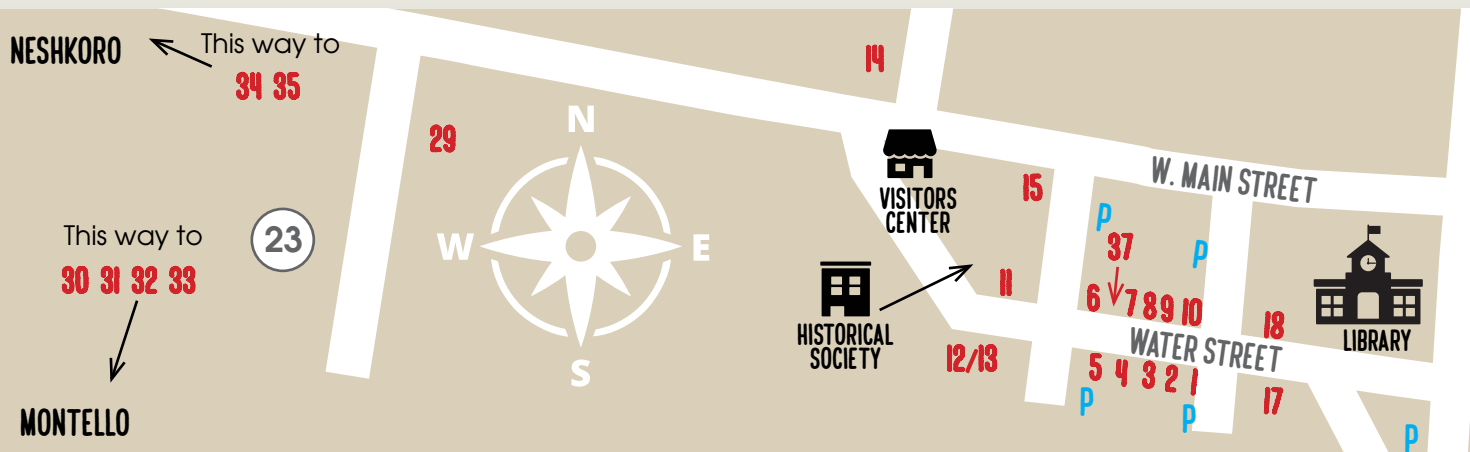 NESHKORO
This way to
34 35
29
14
N
W
E
S
23
This way to
30 31 32 33
MONTELLO
VISITORS
CENTER
HISTORICAL
SOCIETY
15
11
12/13
W. MAIN STREET
P
37
P
6 7 8 9 10
WATER STREET
5 4 3 2 1
P
P
18
17
LIBRARY
P